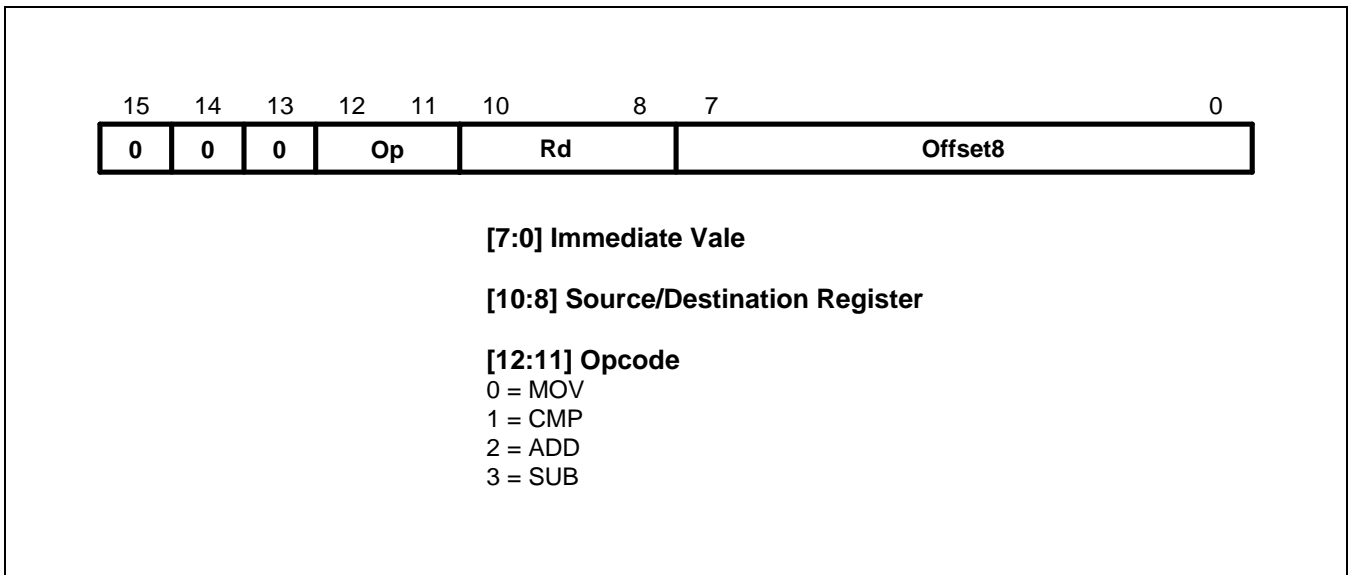 15 14 13 12 11 10 8 7 0
0 0 0 Op Rd Offset8
[7:0] Immediate Vale
[10:8] Source/Destination Register
[12:11] Opcode
0 = MOV
1 = CMP
2 = ADD
3 = SUB